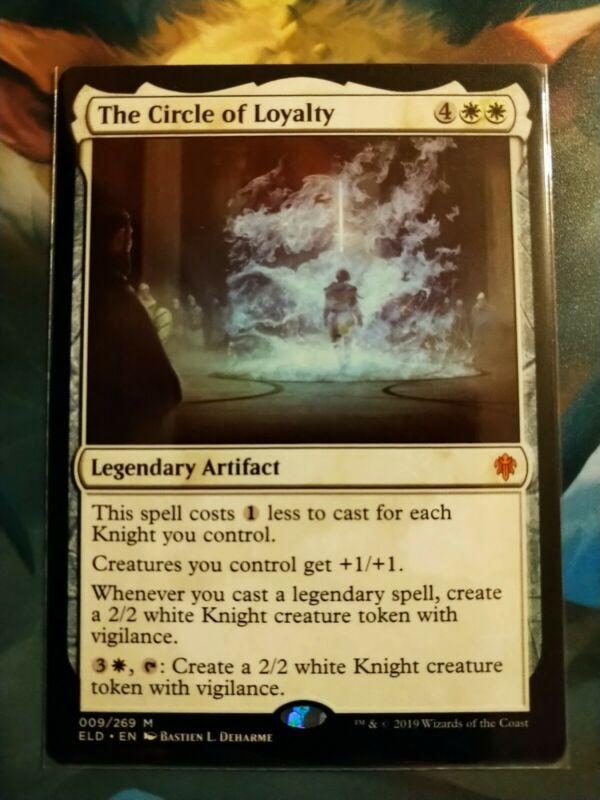 The Circle of Loyalty 4
Legendary Artifact
This spell costs 1 less to cast for each
Knight you control.
Creatures you control get +1/+1.
Whenever you cast a legendary spell, create
a 2/2 white Knight creature token with
vigilance.
3, : Create a 2/2 white Knight creature
token with vigilance.
009/269 M
ELD • EN Bastien L. Deharme
™ & © 2019 Wizards of the Coast